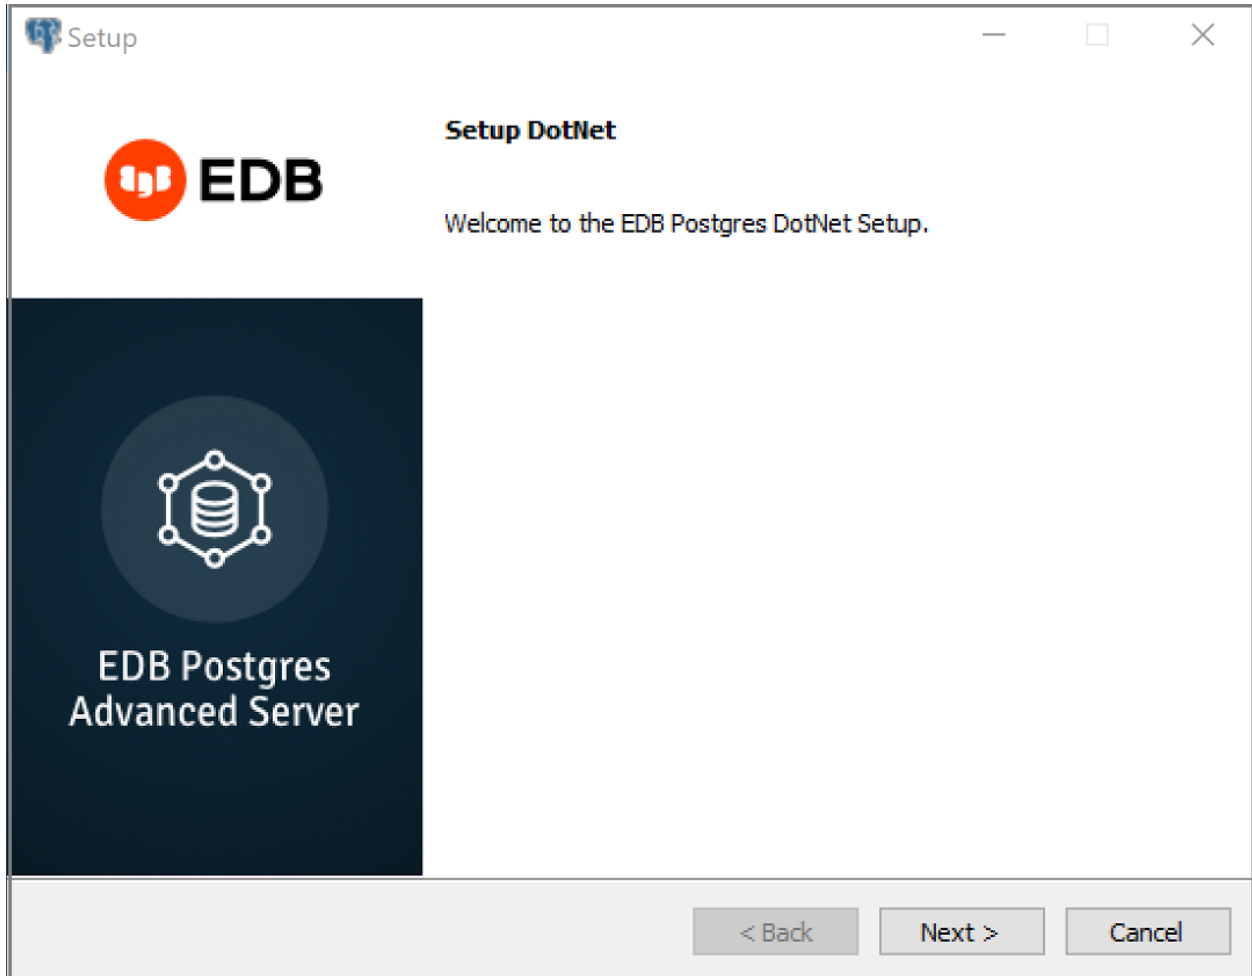 Setup
EDB
Setup DotNet
Welcome to the EDB Postgres DotNet Setup.
EDB Postgres
Advanced Server
< Back
Next >
Cancel